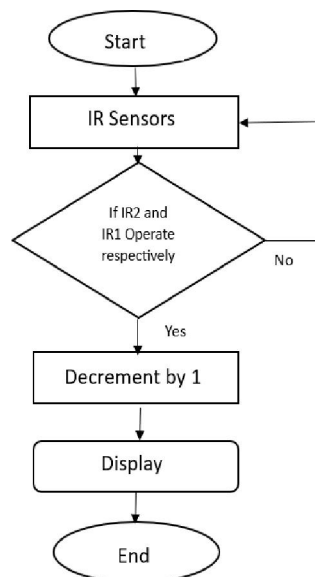 Start
IR Sensors
If IR2 and
IR1 Operate
respectively
No
Yes
Decrement by 1
Display
End